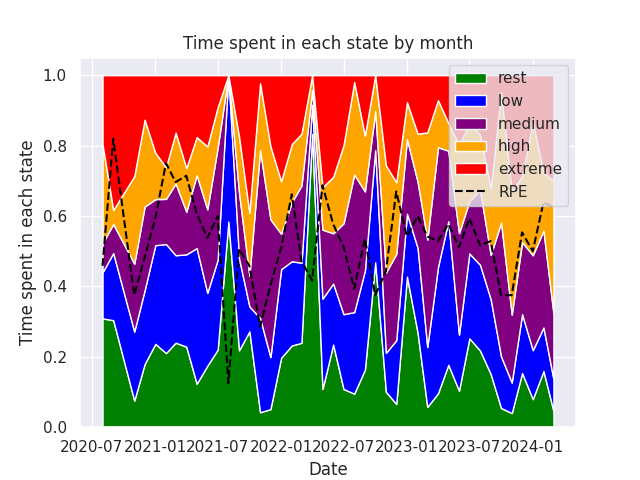 Time spent in each state by month
Time spent in each state
1.0
0.8
0.6
0.4
0.2
0.0
rest
low
medium
high
extreme
RPE
2020-07 2021-01 2021-07 2022-01 2022-07 2023-01 2023-07 2024-01
Date